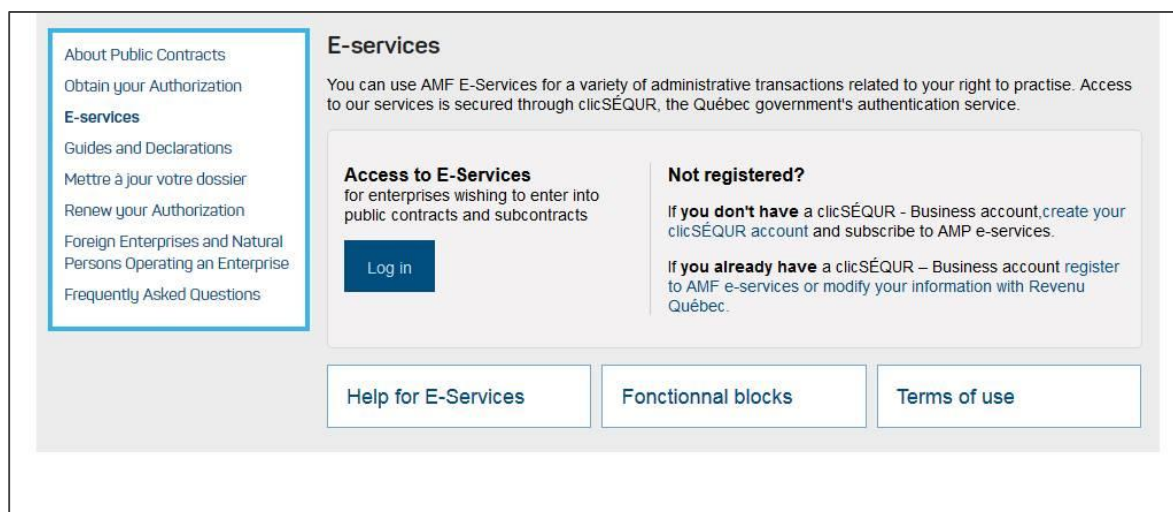 About Public Contracts
Obtain your Authorization
E-services
Guides and Declarations
Mettre à jour votre dossier
Renew your Authorization
Foreign Enterprises and Natural
Persons Operating an Enterprise
Frequently Asked Questions
E-services
You can use AMF E-Services for a variety of administrative transactions related to your right to practise. Access
to our services is secured through clicSÉQUR, the Québec government's authentication service.
Access to E-Services
for enterprises wishing to enter into
public contracts and subcontracts
Log in
Not registered?
If you don't have a clicSÉQUR - Business account,create your
clicSÉQUR account and subscribe to AMP e-services.
If you already have a clicSÉQUR – Business account register
to AMF e-services or modify your information with Revenu
Québec.
Help for E-Services
Fonctionnal blocks
Terms of use